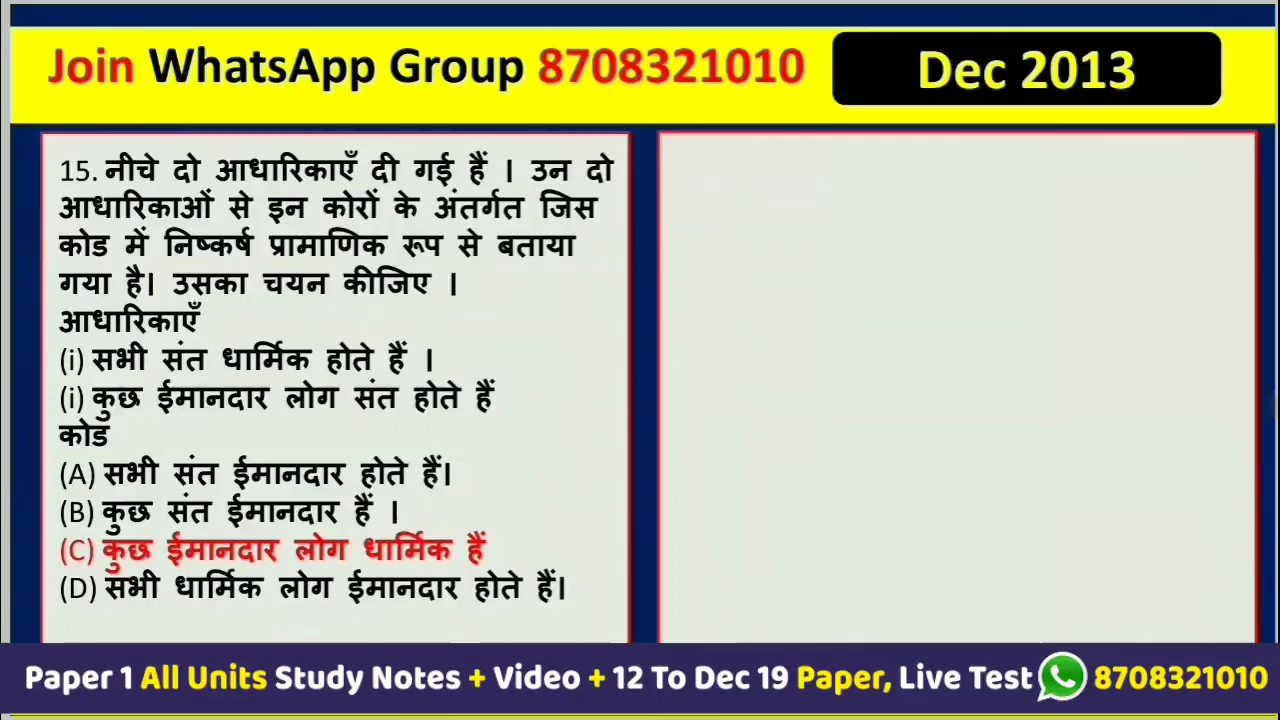 Join WhatsApp Group 8708321010
Dec 2013
15. नीचे दो आधारिकाएँ दी गई हैं । उन दो
आधारिकाओं से इन कोरों के अंतर्गत जिस
कोड में निष्कर्ष प्रामाणिक रूप से बताया
गया है। उसका चयन कीजिए ।
आधारिकाएँ
(i) सभी संत धार्मिक होते हैं ।
(i) कुछ ईमानदार लोग संत होते हैं
कोड
(A) सभी संत ईमानदार होते हैं।
(B) कुछ संत ईमानदार हैं ।
(C) कुछ ईमानदार लोग धार्मिक हैं
(D) सभी धार्मिक लोग ईमानदार होते हैं।
Paper 1 All Units Study Notes + Video + 12 To Dec 19 Paper, Live Test 8708321010